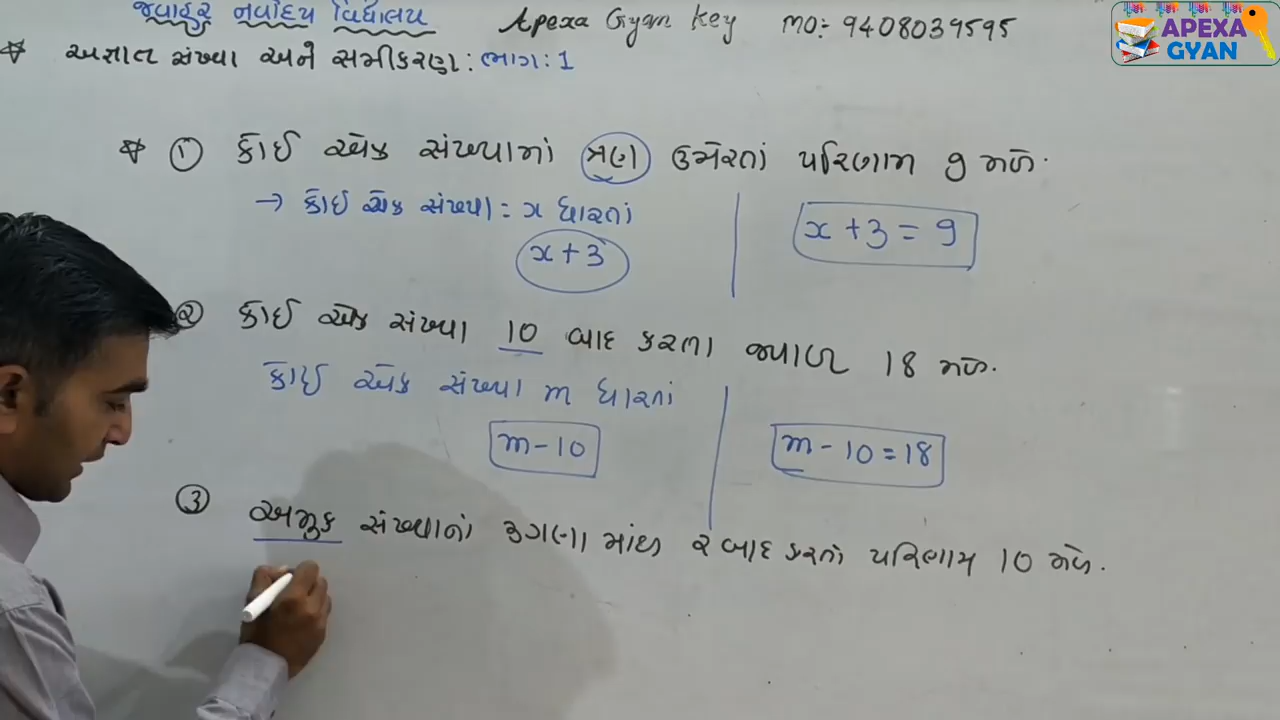 જવાહર નવોદય વિદ્યાલય Apexa Gyan Key MO: 9408039595
APEXA GYAN
અજ્ઞાત સંખ્યા અને સમીકરણ: ભાગ: 1
① કોઈ એક સંખ્યામાં ત્રણ ઉમેરતાં પરિણામ 9 મળે.
→ કોઈ એક સંખ્યા = x ધારતાં
x + 3
x + 3 = 9
② કોઈ એક સંખ્યા 10 બાદ કરતા જવાબ 18 મળે.
કોઈ એક સંખ્યા m ધારતાં
m - 10
m - 10 = 18
③ અમુક સંખ્યાનાં ૩ગણા માંથી ૨ બાદ કરતાં પરિણામ 10 મળે.